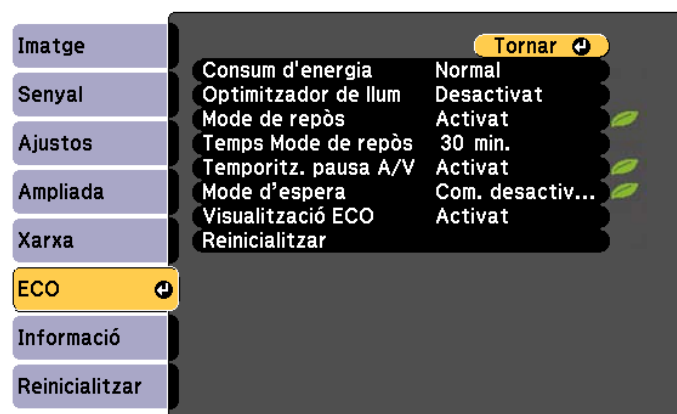 Imatge
Senyal
Ajustos
Ampliada
Xarxa
ECO
Informació
Reinicialitzar
Tornar
Consum d'energia Normal
Optimitzador de llum Desactivat
Mode de repòs Activat
Temps Mode de repòs 30 min.
Temporitz. pausa A/V Activat
Mode d’espera Com. desactiv...
Visualització ECO Activat
Reinicialitzar